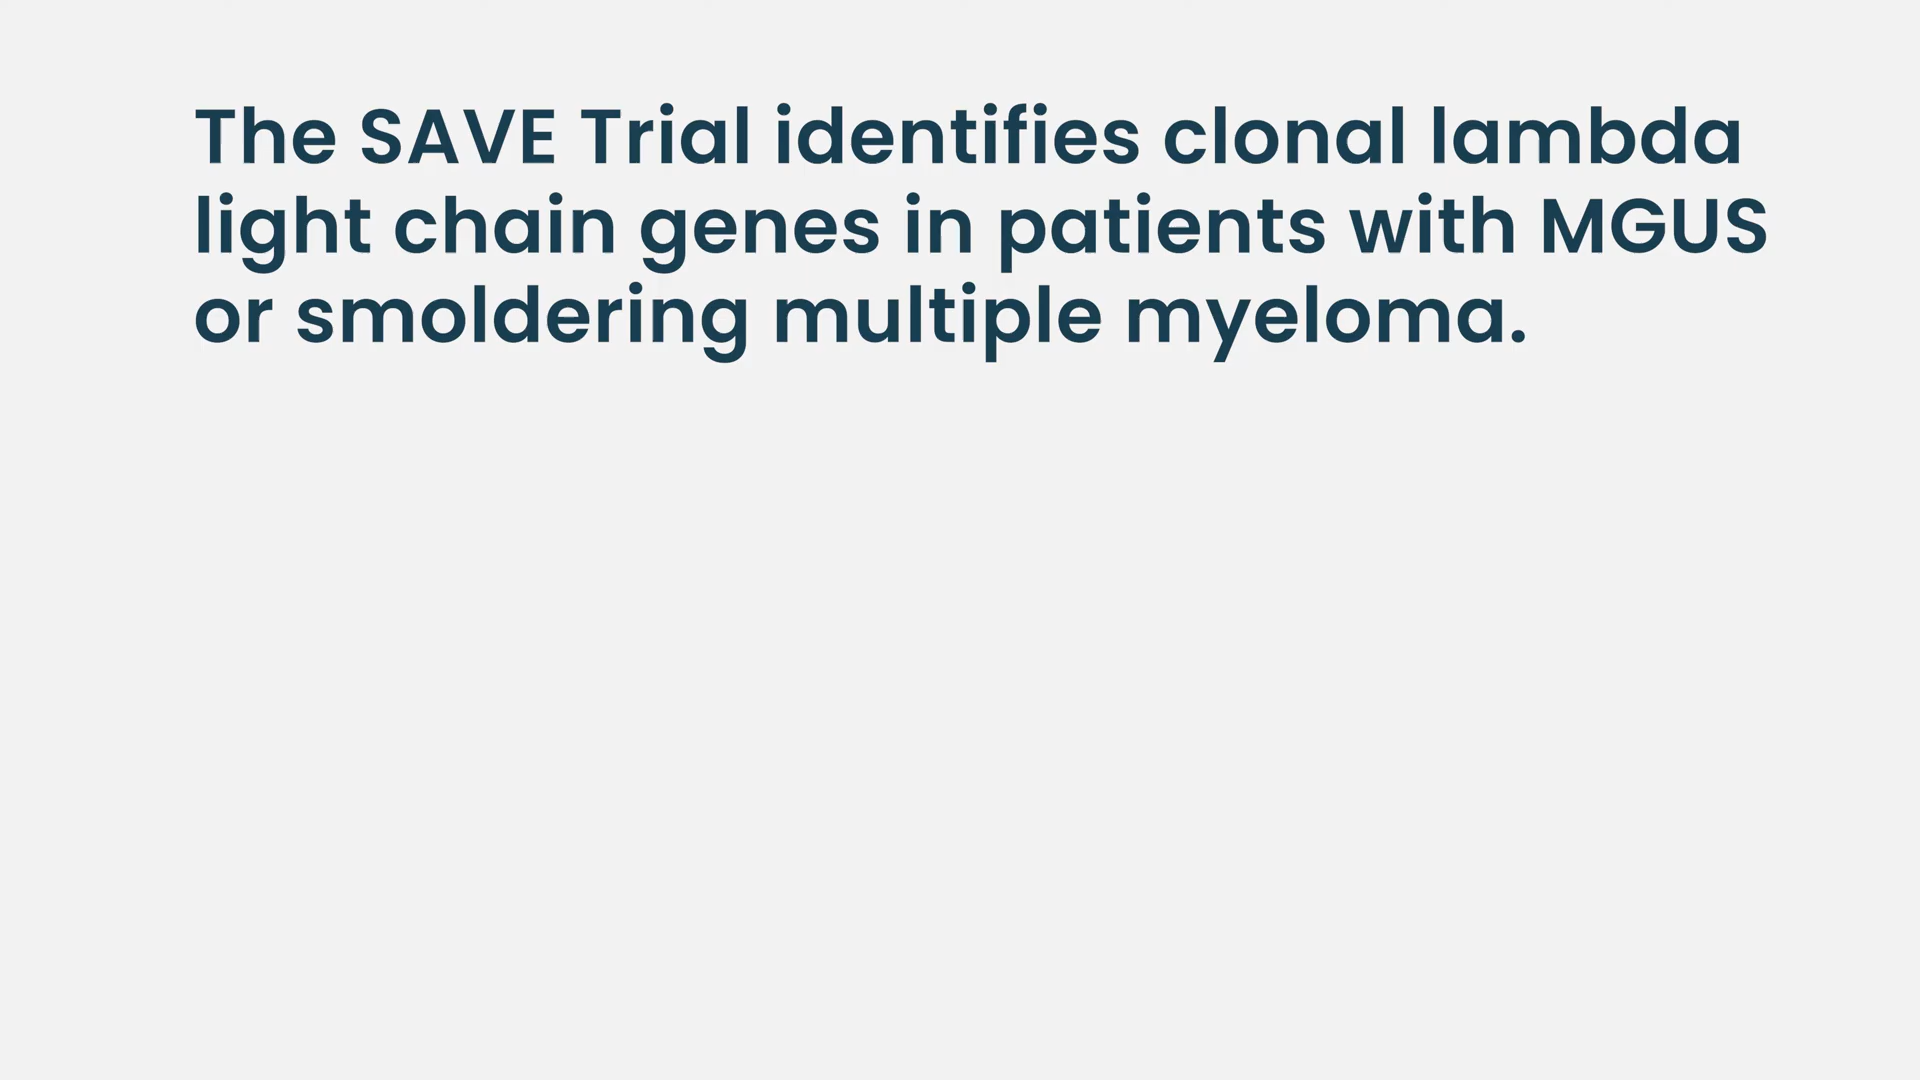 The SAVE Trial identifies clonal lambda
light chain genes in patients with MGUS
or smoldering multiple myeloma.